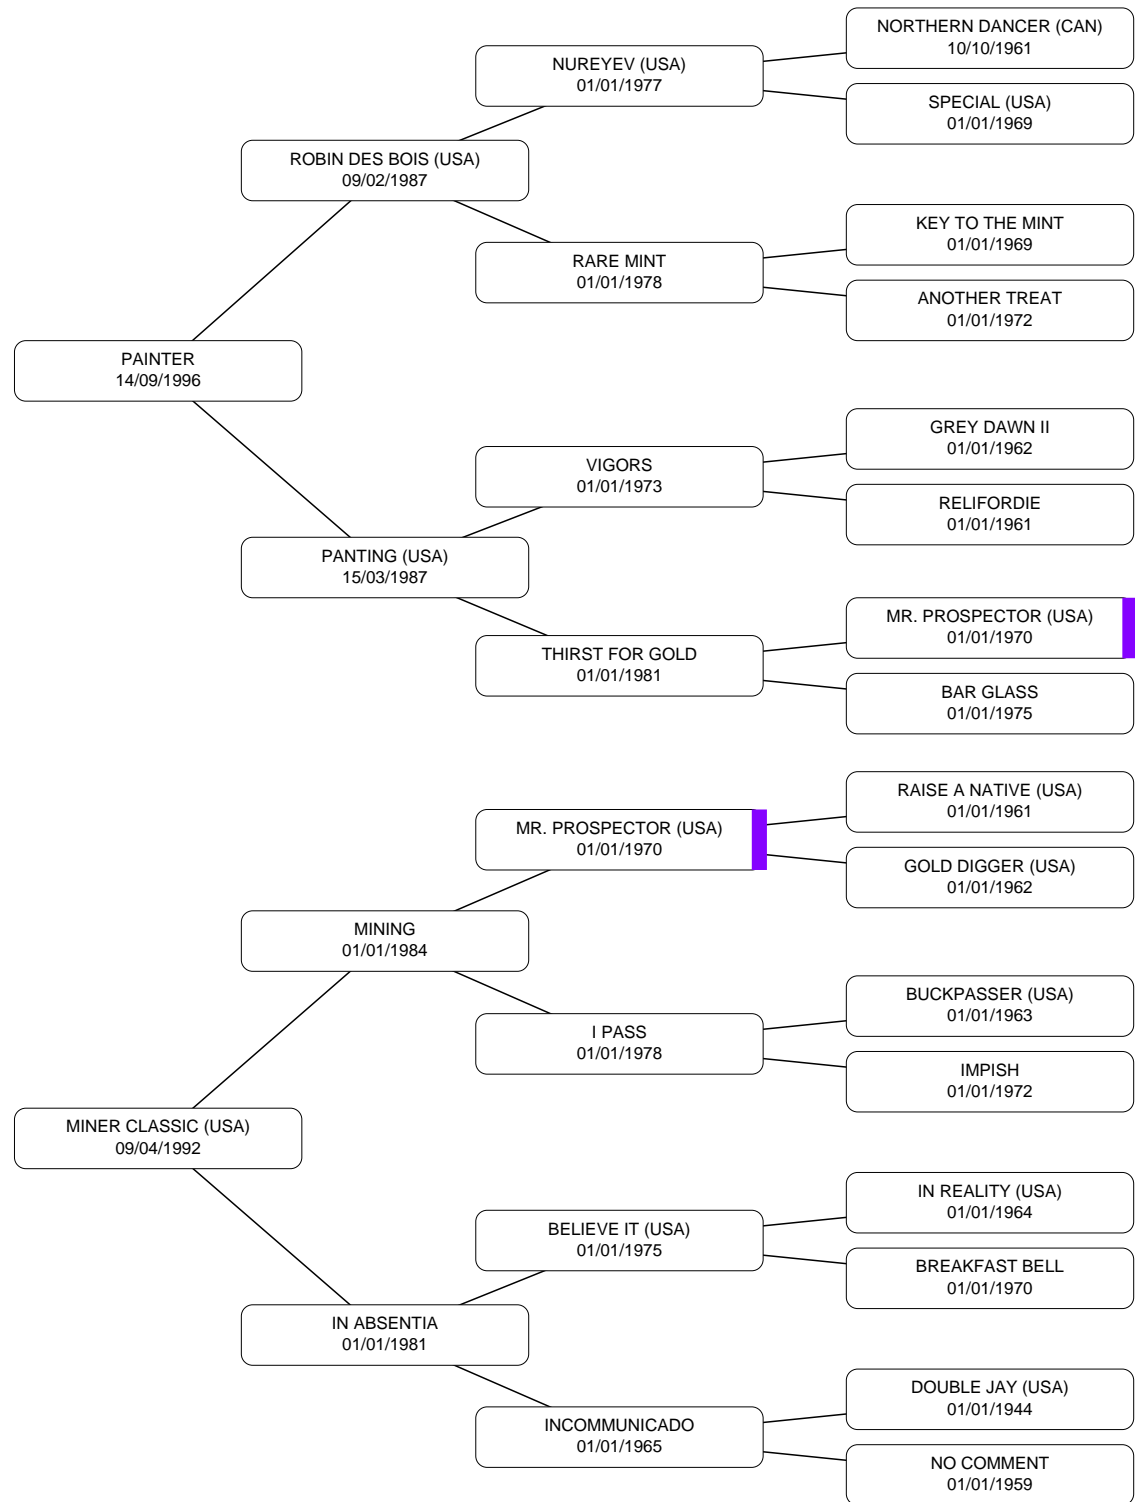 NORTHERN DANCER (CAN)
10/10/1961
NUREYEV (USA)
01/01/1977
SPECIAL (USA)
01/01/1969
ROBIN DES BOIS (USA)
09/02/1987
KEY TO THE MINT
01/01/1969
RARE MINT
01/01/1978
ANOTHER TREAT
01/01/1972
PAINTER
14/09/1996
GREY DAWN II
01/01/1962
VIGORS
01/01/1973
RELIFORDIE
01/01/1961
PANTING (USA)
15/03/1987
MR. PROSPECTOR (USA)
01/01/1970
THIRST FOR GOLD
01/01/1981
BAR GLASS
01/01/1975
RAISE A NATIVE (USA)
01/01/1961
MR. PROSPECTOR (USA)
01/01/1970
GOLD DIGGER (USA)
01/01/1962
MINING
01/01/1984
BUCKPASSER (USA)
01/01/1963
I PASS
01/01/1978
IMPISH
01/01/1972
MINER CLASSIC (USA)
09/04/1992
IN REALITY (USA)
01/01/1964
BELIEVE IT (USA)
01/01/1975
BREAKFAST BELL
01/01/1970
IN ABSENTIA
01/01/1981
DOUBLE JAY (USA)
01/01/1944
INCOMMUNICADO
01/01/1965
NO COMMENT
01/01/1959